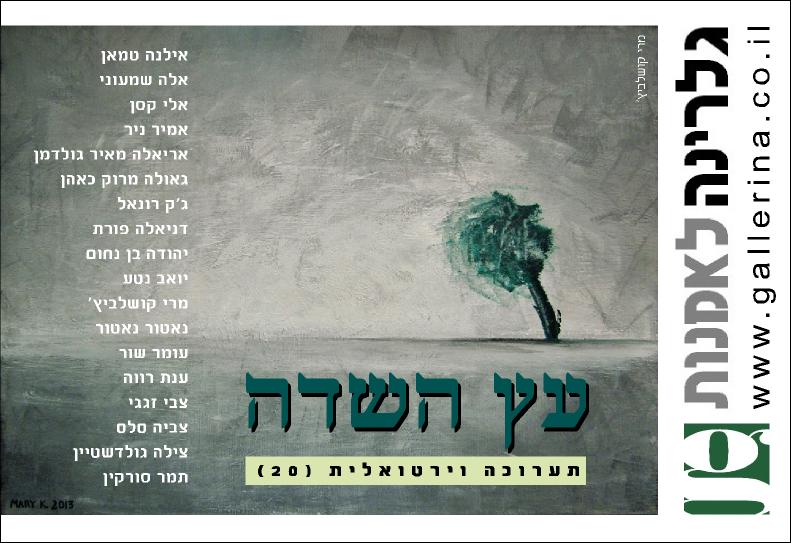 אילנה טמאן
אלה שמעוני
אלי קסן
אמיר ניר
אריאלה מאיר גולדמן
גאולה מרוק כאהן
ג'ק רונאל
דניאלה פורת
יהודה בן נחום
יואב נטע
מרי קושלביץ'
נאטור נאטור
עומר שור
ענת רווה
צבי זגגי
צביה סלס
צילה גולדשטיין
תמר סורקין
מרי קושלביץ'
עץ השדה
תערוכה וירטואלית (20)
MARY K. 2013
גלרינה לאמנות
www.gallerina.co.il